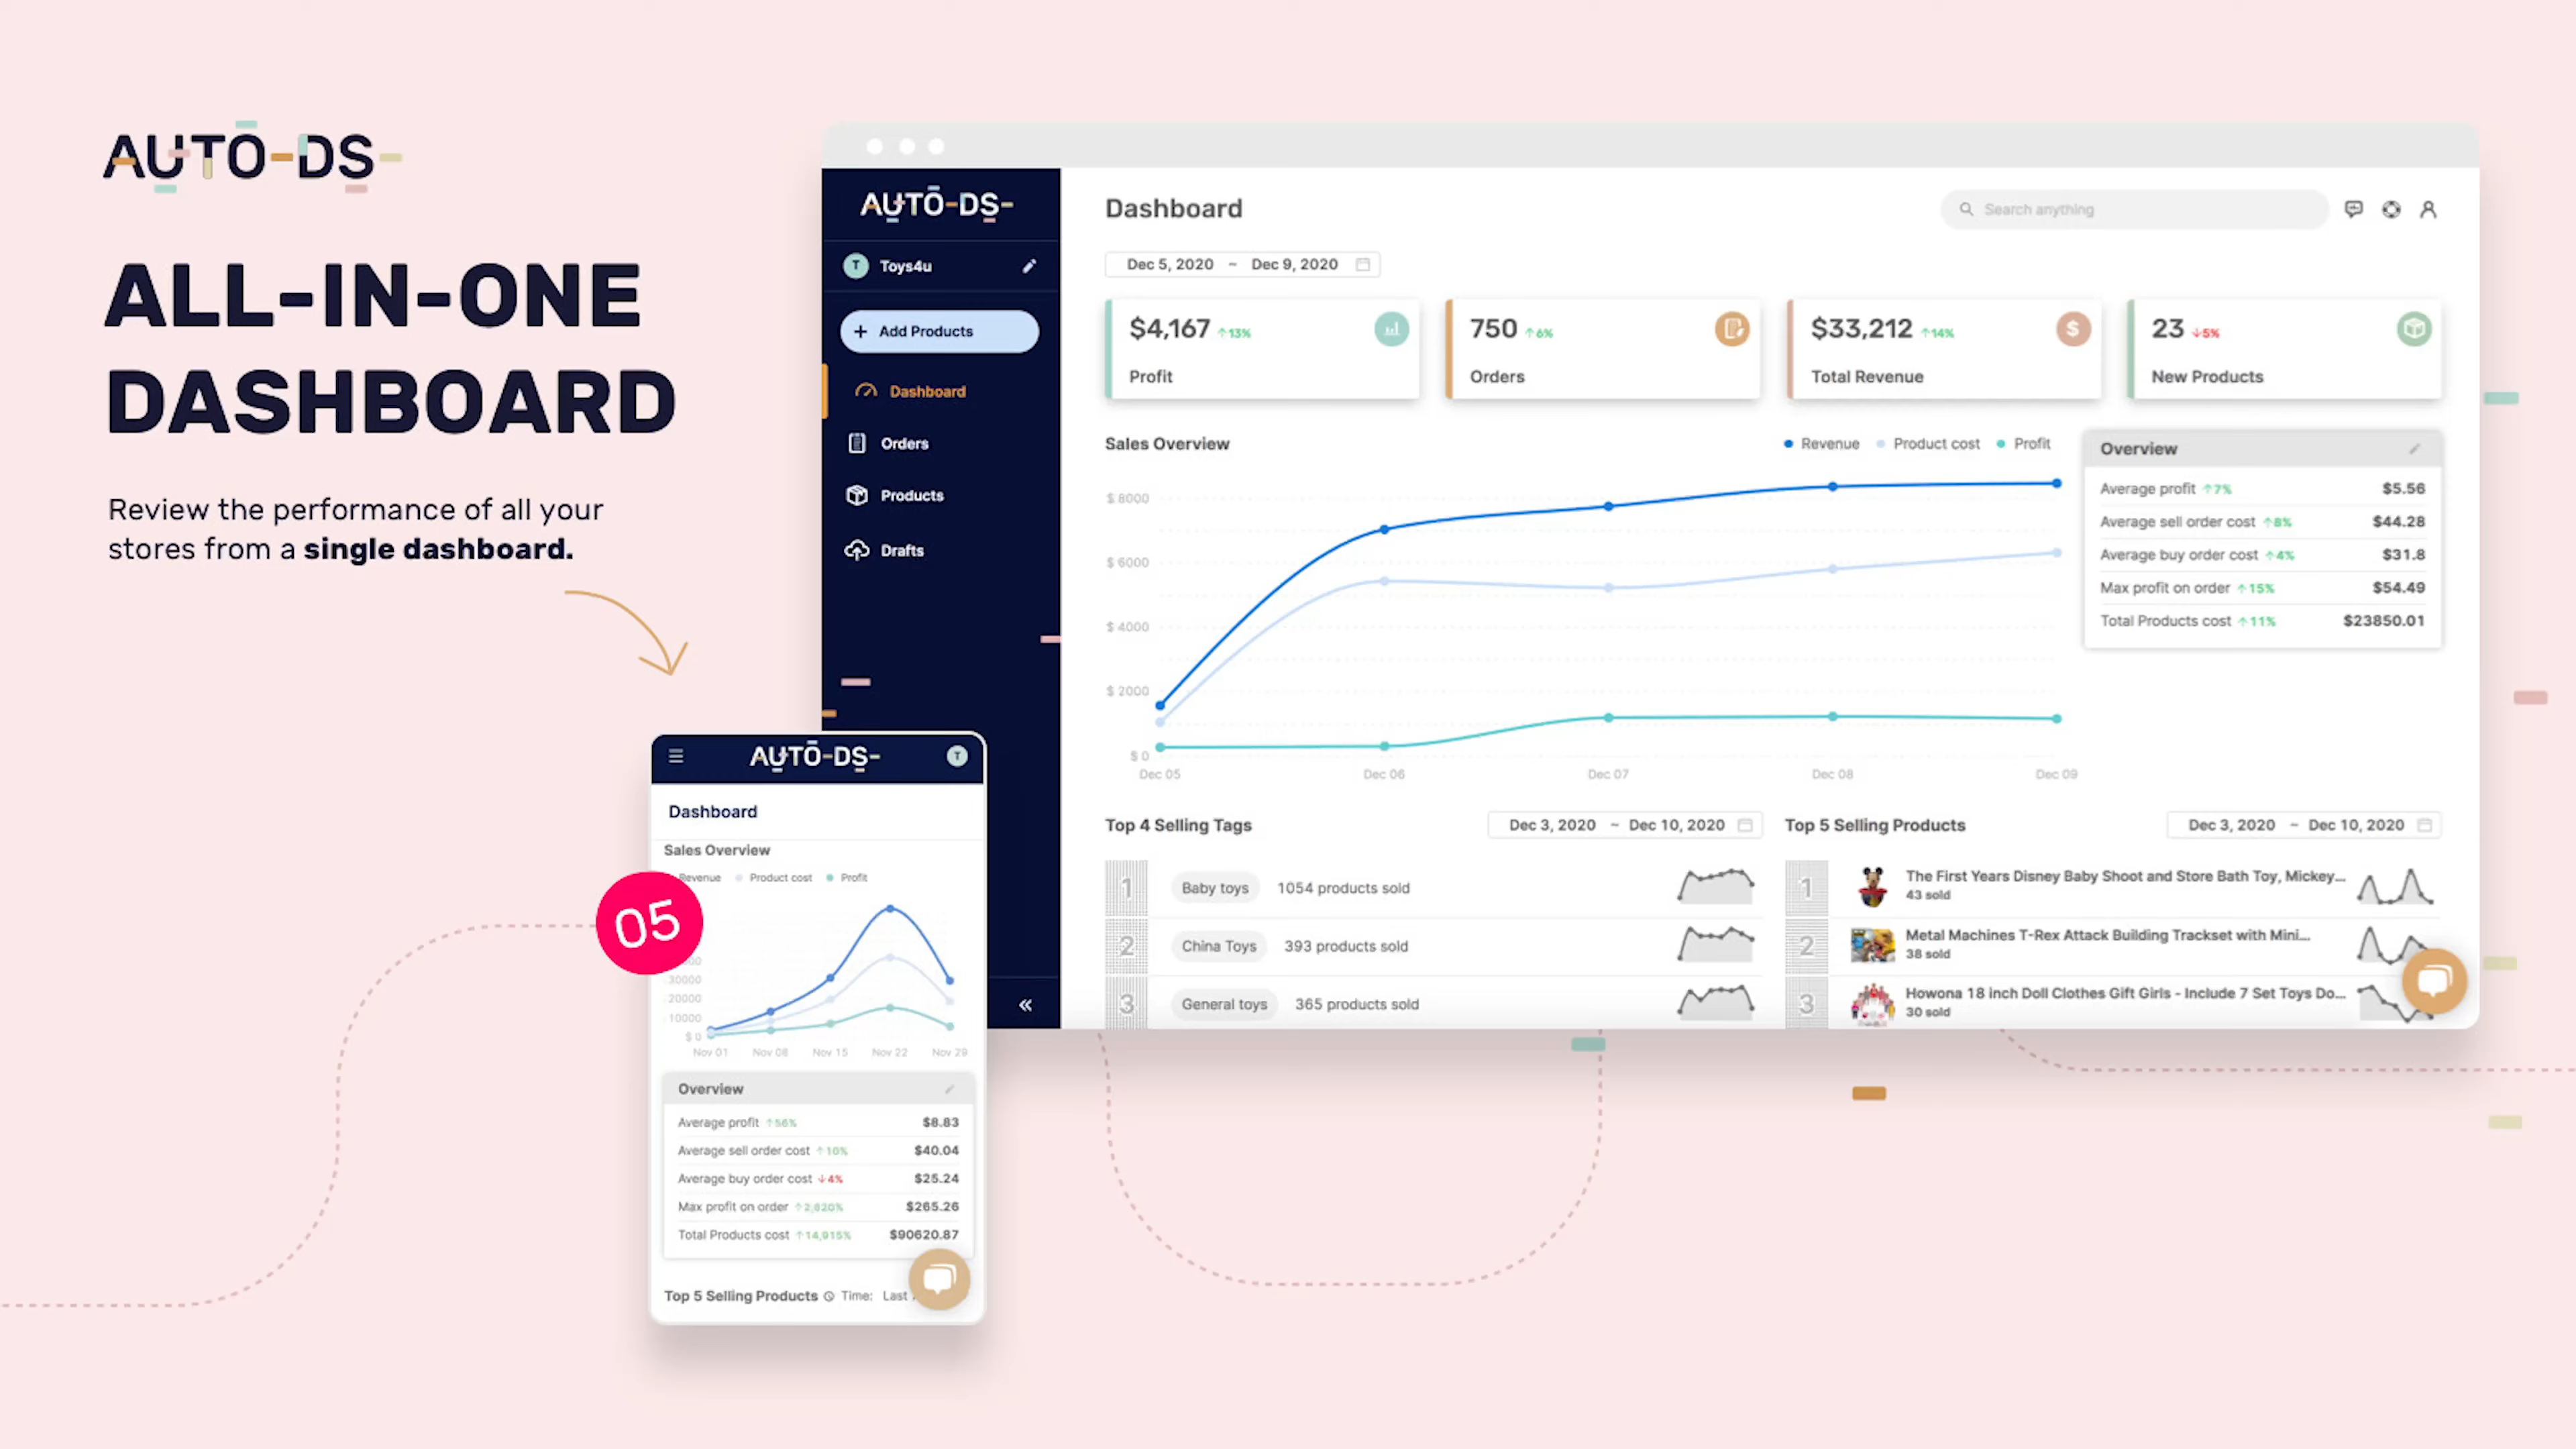 AUTO-DS-
ALL-IN-ONE
DASHBOARD
Review the performance of all your
stores from a single dashboard.
AUTO-DS-
T Toys4u
+ Add Products
Dashboard
Orders
Products
Drafts
«
Dashboard
Search anything
Dec 5, 2020 ~ Dec 9, 2020
$4,167 ↑13%
Profit
750 ↑6%
Orders
$33,212 ↑14%
$
Total Revenue
23 ↓5%
New Products
Sales Overview
Revenue Product cost Profit
$ 8000
$ 6000
$ 4000
$ 2000
$ 0
Dec 05 Dec 06 Dec 07 Dec 08 Dec 09
Overview
Average profit ↑7% $5.56
Average sell order cost ↑8% $44.28
Average buy order cost ↑4% $31.8
Max profit on order ↑15% $54.49
Total Products cost ↑11% $23850.01
Top 4 Selling Tags
Dec 3, 2020 ~ Dec 10, 2020
1 Baby toys 1054 products sold
2 China Toys 393 products sold
3 General toys 365 products sold
Top 5 Selling Products
Dec 3, 2020 ~ Dec 10, 2020
1 The First Years Disney Baby Shoot and Store Bath Toy, Mickey...
43 sold
2 Metal Machines T-Rex Attack Building Trackset with Mini...
38 sold
3 Howona 18 inch Doll Clothes Gift Girls - Include 7 Set Toys Do...
30 sold
AUTO-DS-
T
Dashboard
Sales Overview
Revenue Product cost Profit
05
30000
20000
10000
$ 0
Nov 01 Nov 08 Nov 15 Nov 22 Nov 29
Overview
Average profit ↑56% $8.83
Average sell order cost ↑10% $40.04
Average buy order cost ↓4% $25.24
Max profit on order ↑2,620% $265.26
Total Products cost ↑14,915% $90620.87
Top 5 Selling Products Time: Last